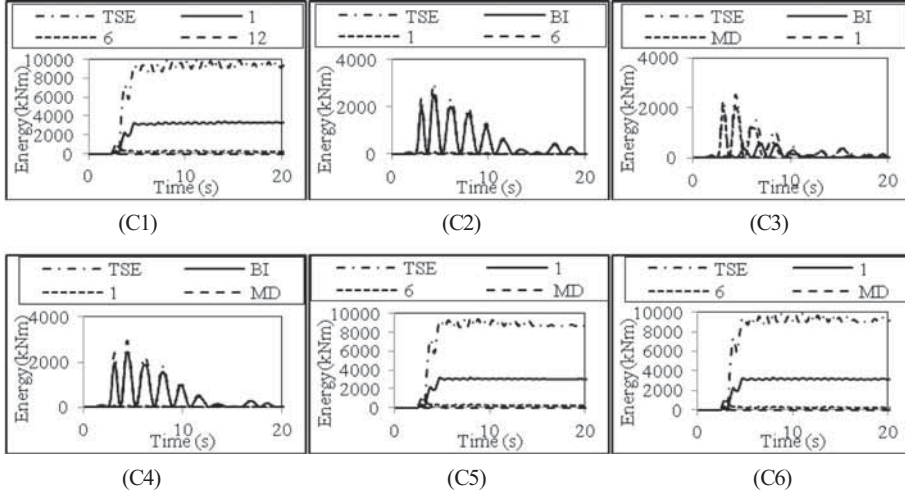 TSE 1
6 12
Energy(kNm)
10000
8000
6000
4000
2000
0
0 10 20
Time (s)
(C1)
TSE BI
1 6
Energy(kNm)
4000
2000
0
0 10 20
Time (s)
(C2)
TSE BI
MD 1
Energy(kNm)
4000
2000
0
0 10 20
Time (s)
(C3)
TSE BI
1 MD
Energy(kNm)
4000
2000
0
0 10 20
Time (s)
(C4)
TSE 1
6 MD
Energy(kNm)
10000
8000
6000
4000
2000
0
0 10 20
Time (s)
(C5)
TSE 1
6 MD
Energy(kNm)
10000
8000
6000
4000
2000
0
0 10 20
Time (s)
(C6)